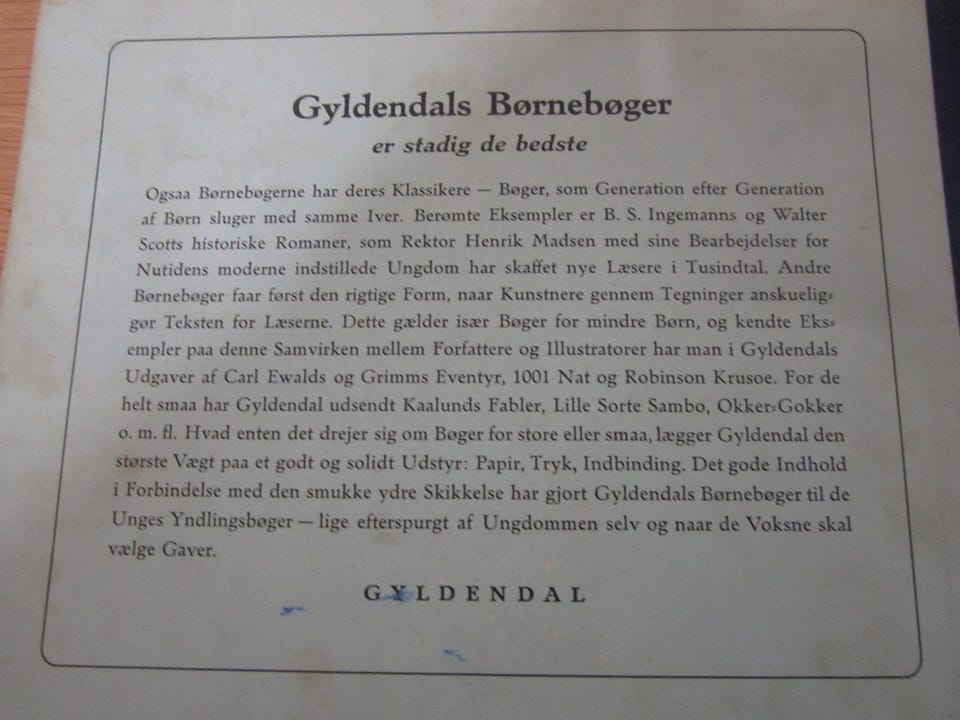 Gyldendals Børnebøger
er stadig de bedste
Ogsaa Børnebøgerne har deres Klassikere — Bøger, som Generation efter Generation
af Børn sluger med samme Iver. Berømte Eksempler er B. S. Ingemanns og Walter
Scotts historiske Romaner, som Rektor Henrik Madsen med sine Bearbejdelser for
Nutidens moderne indstillede Ungdom har skaffet nye Læsere i Tusindtal. Andre
Børnebøger faar først den rigtige Form, naar Kunstnere gennem Tegninger anskuelig-
gør Teksten for Læserne. Dette gælder især Bøger for mindre Børn, og kendte Eks-
empler paa denne Samvirken mellem Forfattere og Illustratorer har man i Gyldendals
Udgaver af Carl Ewalds og Grimms Eventyr, 1001 Nat og Robinson Krusoe. For de
helt smaa har Gyldendal udsendt Kaalunds Fabler, Lille Sorte Sambo, Okker-Gokker
o. m. fl. Hvad enten det drejer sig om Bøger for store eller smaa, lægger Gyldendal den
største Vægt paa et godt og solidt Udstyr: Papir, Tryk, Indbinding. Det gode Indhold
i Forbindelse med den smukke ydre Skikkelse har gjort Gyldendals Børnebøger til de
Unges Yndlingsbøger — lige efterspurgt af Ungdommen selv og naar de Voksne skal
vælge Gaver.
GYLDENDAL